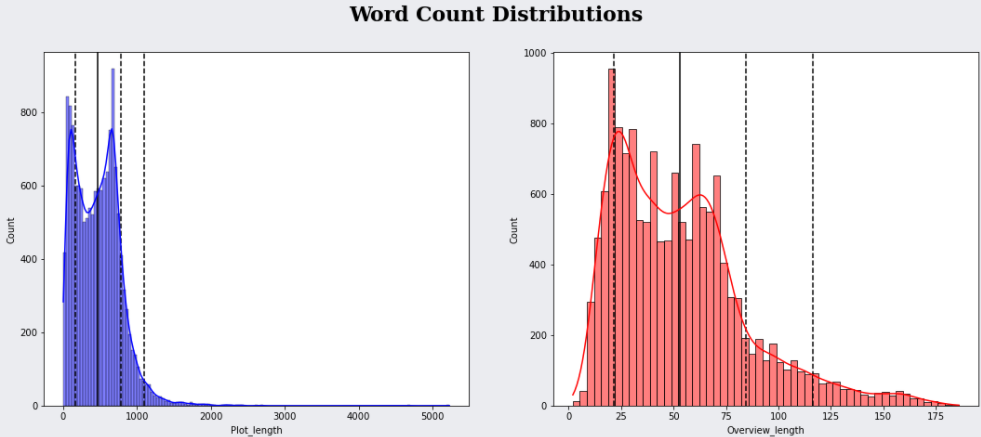 Word Count Distributions
Count
800
600
400
200
0
0 1000 2000 3000 4000 5000
Plot_length
Count
1000
800
600
400
200
0
0 25 50 75 100 125 150 175
Overview_length